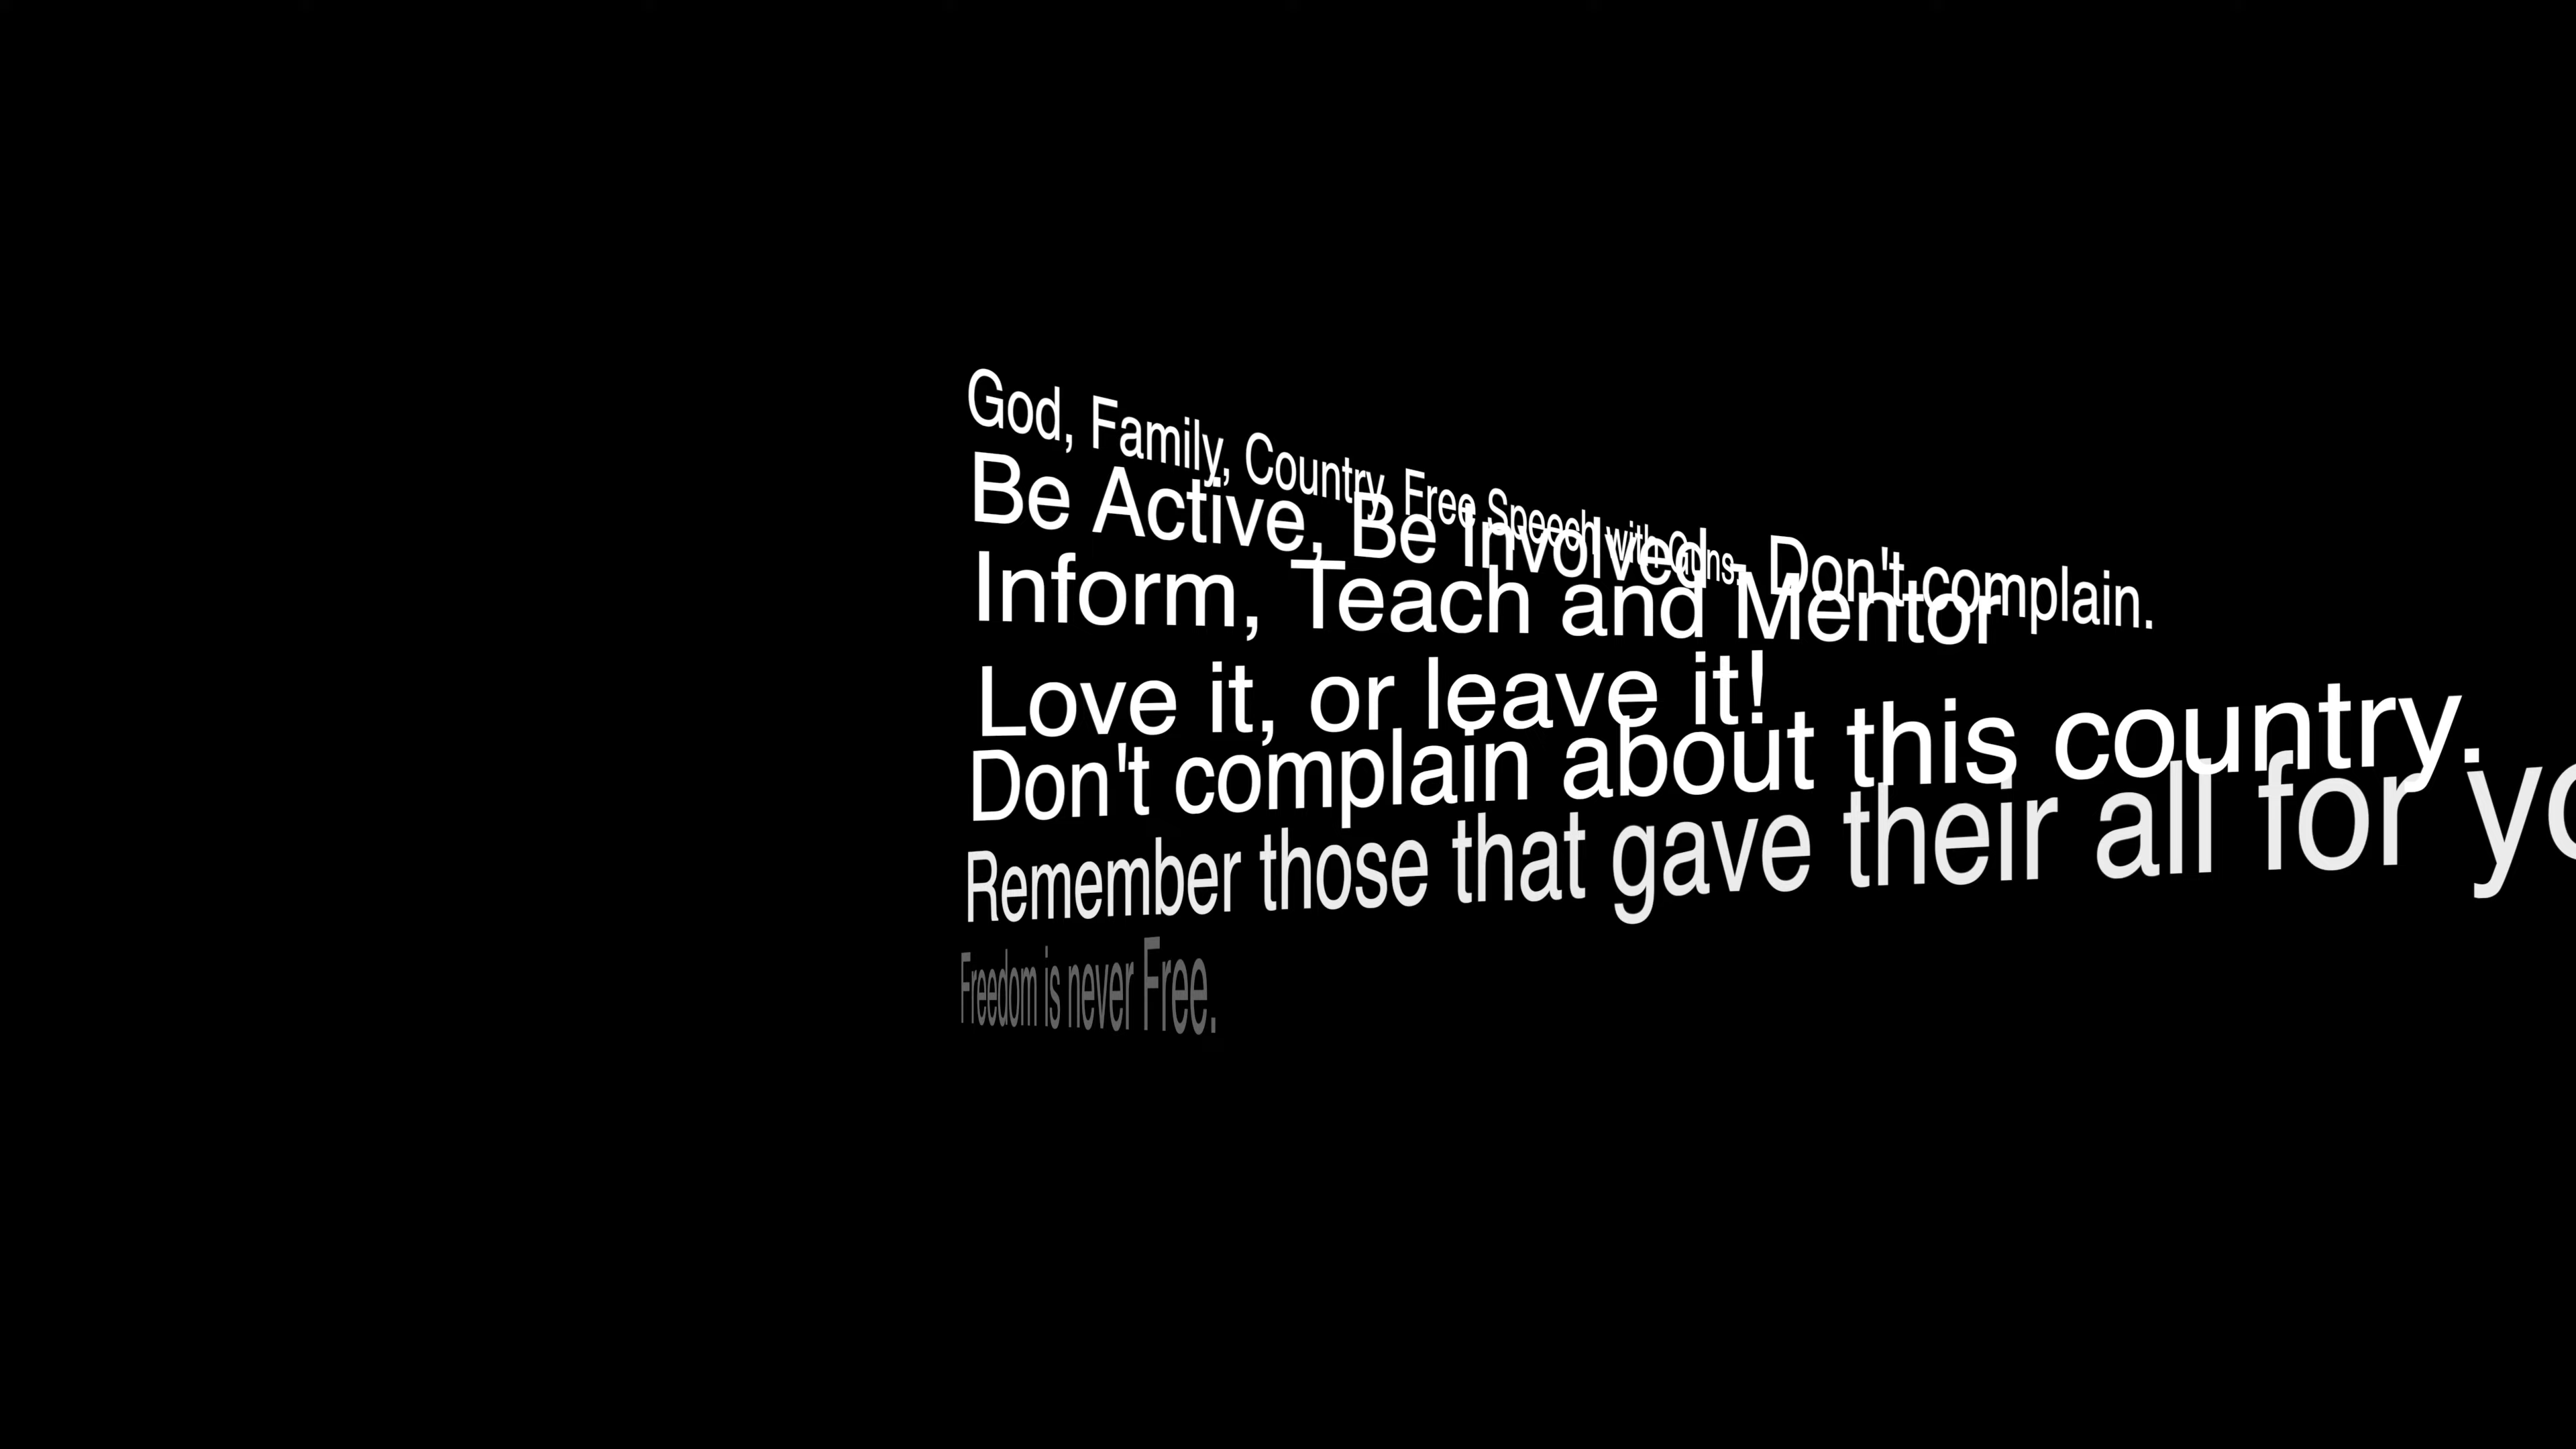 God, Family, Country, Free Speech with Guns.
Be Active, Be Involved - Don't complain.
Inform, Teach and Mentor
Love it, or leave it!
Don't complain about this country.
Remember those that gave their all for yo
Freedom is never Free.